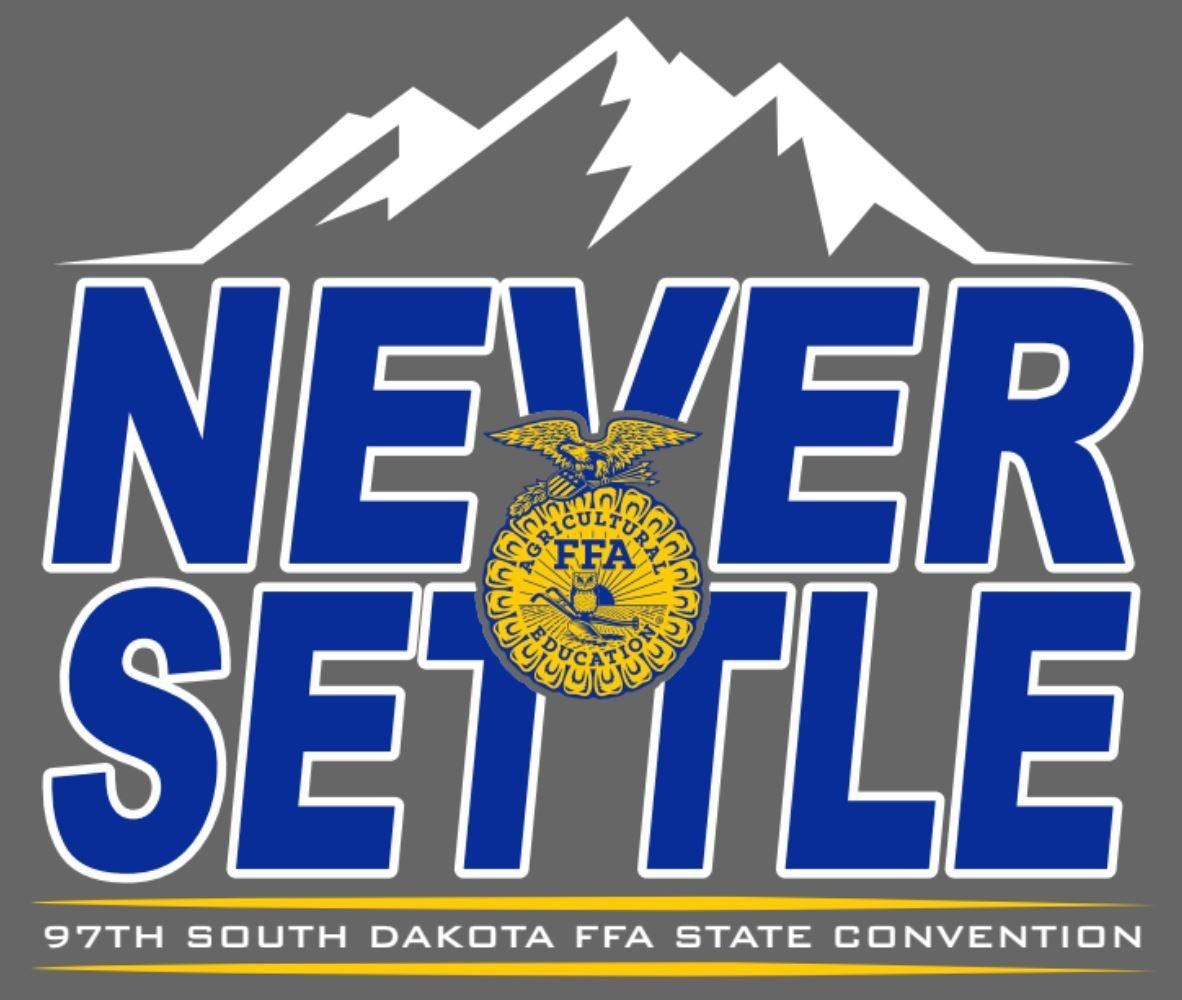 NEVER
AGRICULTURAL
FFA
EDUCATION
SETTLE
97TH SOUTH DAKOTA FFA STATE CONVENTION